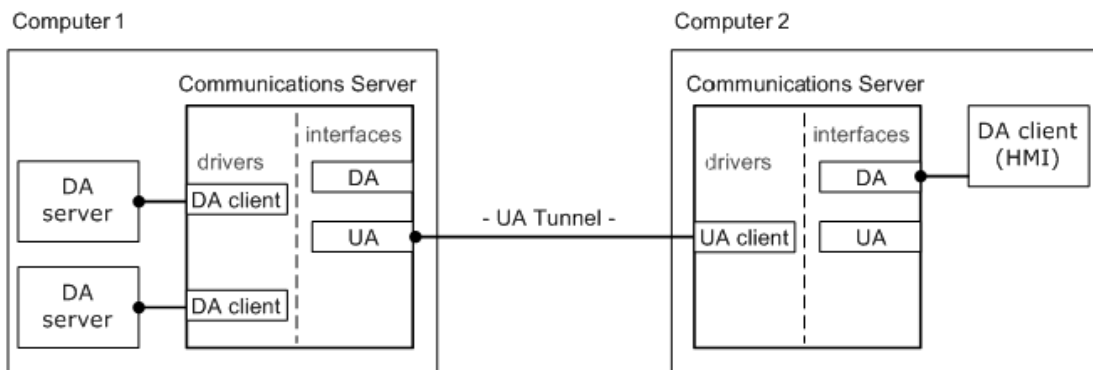 Computer 1
Communications Server
drivers
interfaces
DA
server
DA client
DA
UA
DA
server
DA client
- UA Tunnel -
Computer 2
Communications Server
drivers
interfaces
UA client
DA
UA
DA client
(HMI)